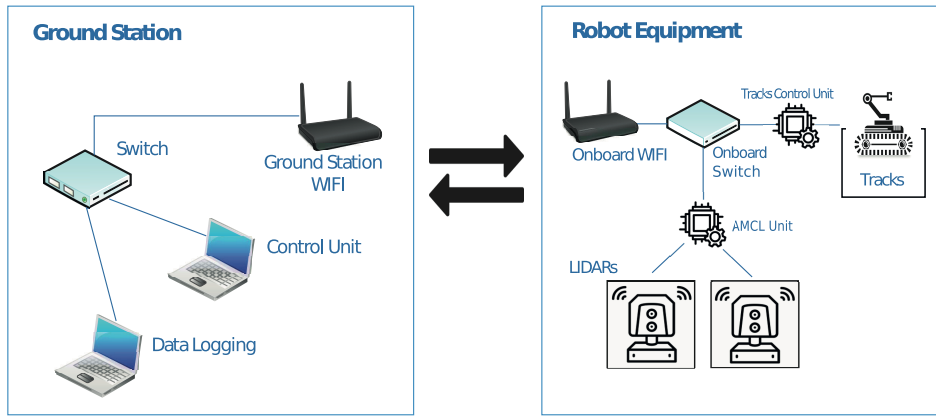 Ground Station
Switch
Ground Station
WIFI
Control Unit
Data Logging
Robot Equipment
Tracks Control Unit
Onboard WIFI
Onboard
Switch
Tracks
AMCL Unit
LIDARs